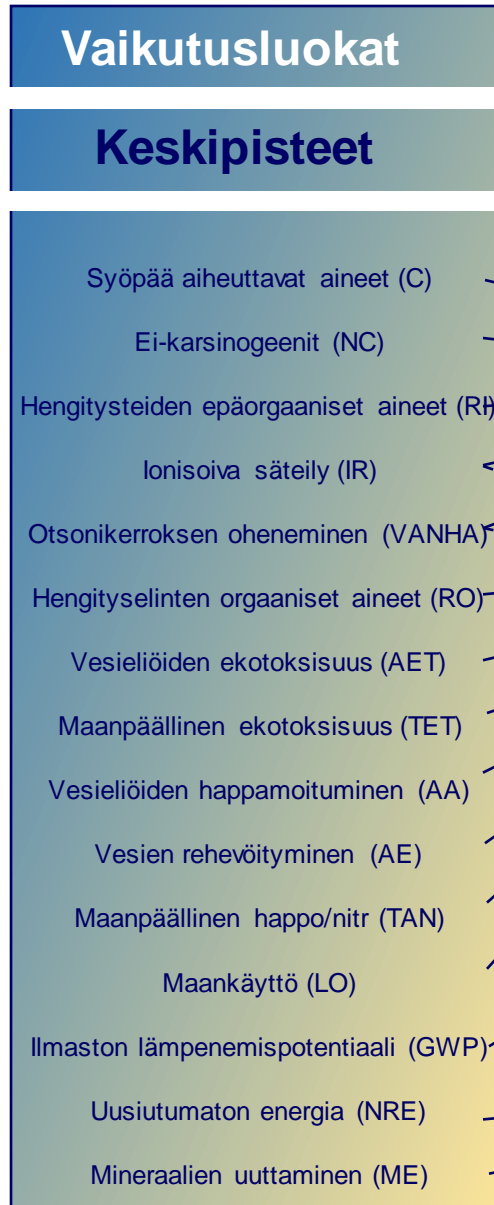 Vaikutusluokat
Keskipisteet
Syöpää aiheuttavat aineet (C)
Ei-karsinogeenit (NC)
Hengitysteiden epäorgaaniset aineet (RI)
Ionisoiva säteily (IR)
Otsonikerroksen oheneminen (VANHA)
Hengityselinten orgaaniset aineet (RO)
Vesieliöiden ekotoksisuus (AET)
Maanpäällinen ekotoksisuus (TET)
Vesieliöiden happamoituminen (AA)
Vesien rehevöityminen (AE)
Maanpäällinen happo/nitr (TAN)
Maankäyttö (LO)
Ilmaston lämpenemispotentiaali (GWP)
Uusiutumaton energia (NRE)
Mineraalien uuttaminen (ME)